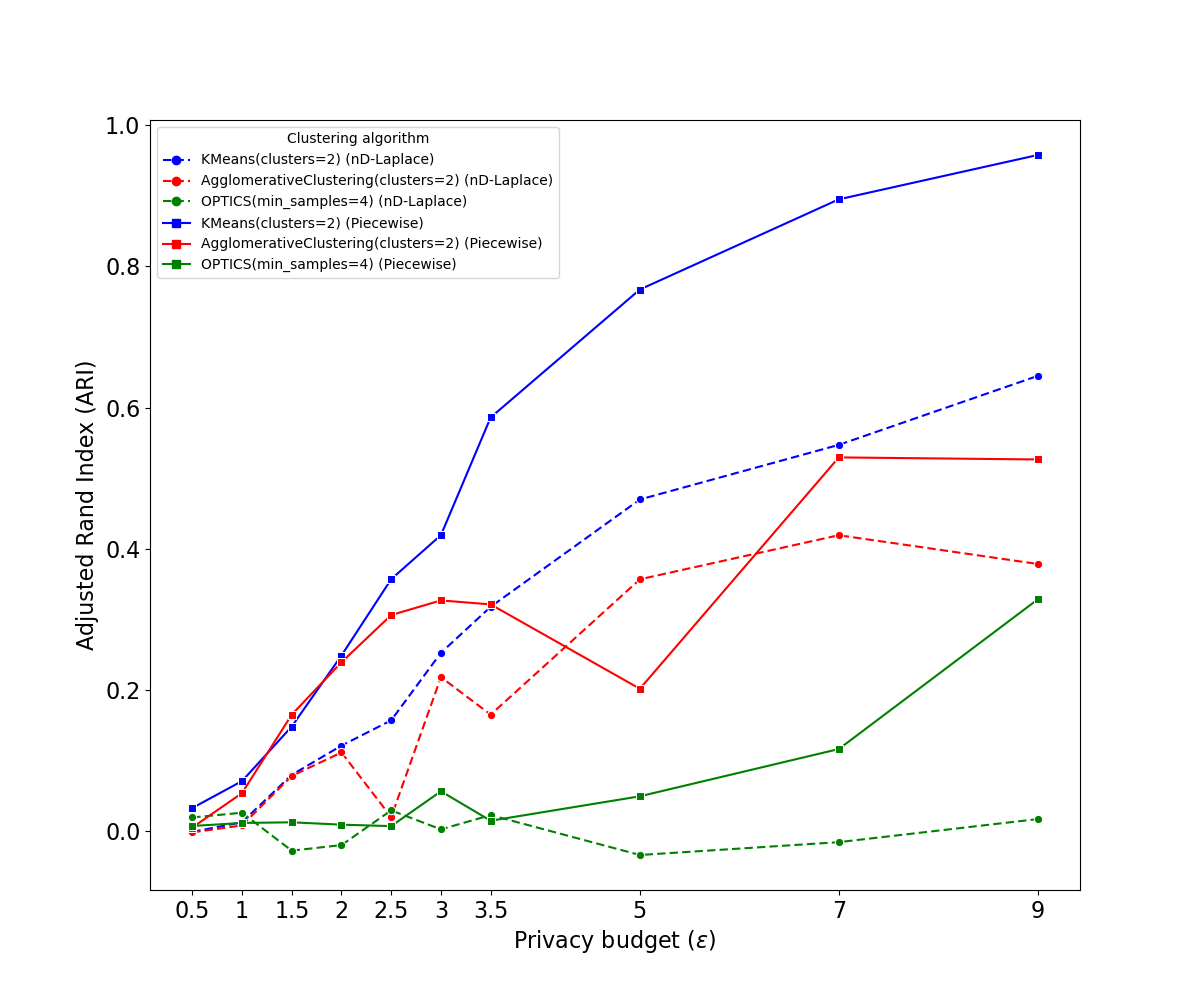 Clustering algorithm
KMeans(clusters=2) (nD-Laplace)
AgglomerativeClustering(clusters=2) (nD-Laplace)
OPTICS(min_samples=4) (nD-Laplace)
KMeans(clusters=2) (Piecewise)
AgglomerativeClustering(clusters=2) (Piecewise)
OPTICS(min_samples=4) (Piecewise)
Adjusted Rand Index (ARI)
1.0
0.8
0.6
0.4
0.2
0.0
0.5 1 1.5 2 2.5 3 3.5 5 7 9
Privacy budget (ε)